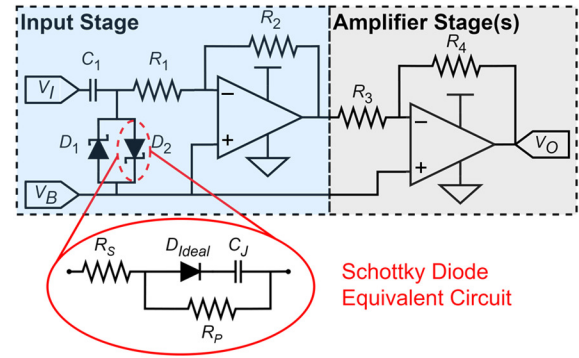 Input Stage
Amplifier Stage(s)
C1
R1
R2
VI
R3
R4
D1
D2
VB
VO
−
+
−
+
RS
DIdeal
CJ
RP
Schottky Diode
Equivalent Circuit